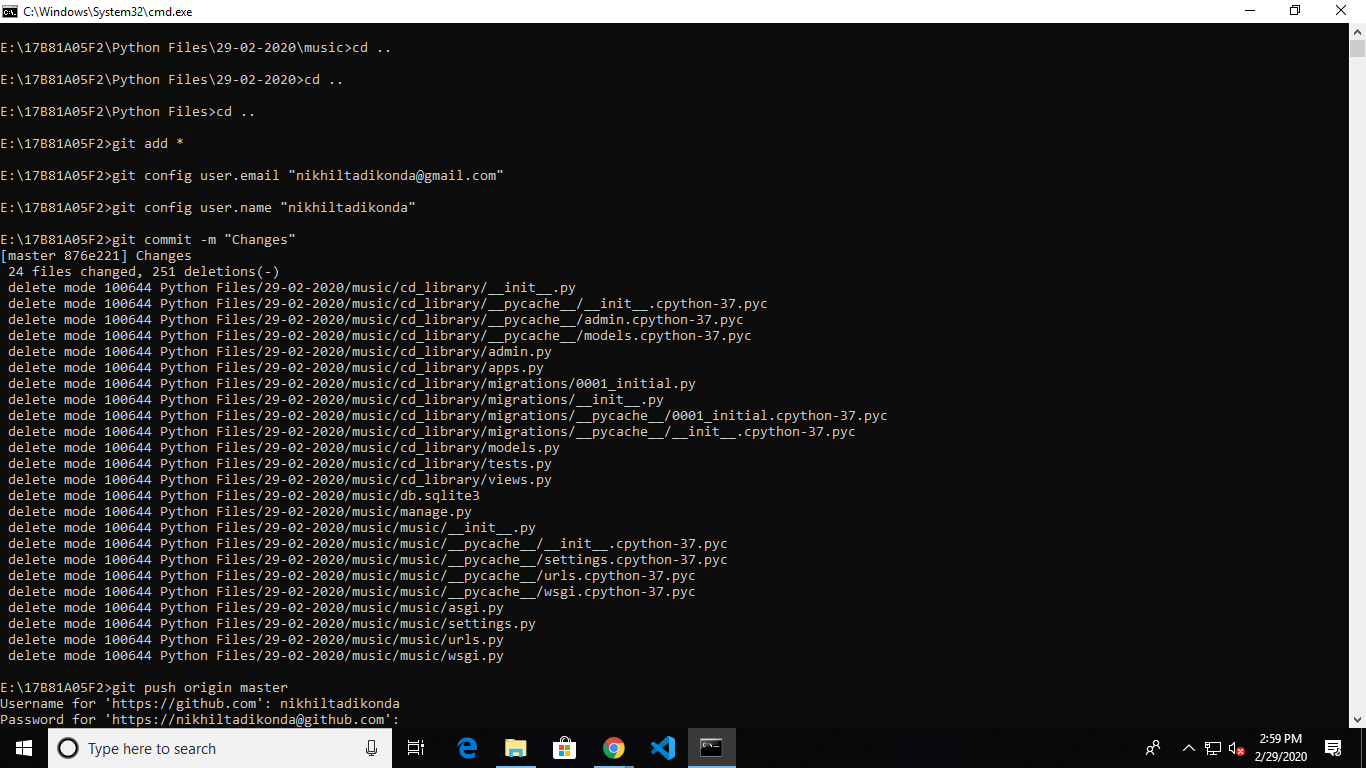 C:\Windows\System32\cmd.exe
E:\17B81A05F2\Python Files\29-02-2020\music>cd ..
E:\17B81A05F2\Python Files\29-02-2020>cd ..
E:\17B81A05F2\Python Files>cd ..
E:\17B81A05F2>git add *
E:\17B81A05F2>git config user.email "nikhiltadikonda@gmail.com"
E:\17B81A05F2>git config user.name "nikhiltadikonda"
E:\17B81A05F2>git commit -m "Changes"
[master 876e221] Changes
 24 files changed, 251 deletions(-)
 delete mode 100644 Python Files/29-02-2020/music/cd_library/__init__.py
 delete mode 100644 Python Files/29-02-2020/music/cd_library/__pycache__/__init__.cpython-37.pyc
 delete mode 100644 Python Files/29-02-2020/music/cd_library/__pycache__/admin.cpython-37.pyc
 delete mode 100644 Python Files/29-02-2020/music/cd_library/__pycache__/models.cpython-37.pyc
 delete mode 100644 Python Files/29-02-2020/music/cd_library/admin.py
 delete mode 100644 Python Files/29-02-2020/music/cd_library/apps.py
 delete mode 100644 Python Files/29-02-2020/music/cd_library/migrations/0001_initial.py
 delete mode 100644 Python Files/29-02-2020/music/cd_library/migrations/__init__.py
 delete mode 100644 Python Files/29-02-2020/music/cd_library/migrations/__pycache__/0001_initial.cpython-37.pyc
 delete mode 100644 Python Files/29-02-2020/music/cd_library/migrations/__pycache__/__init__.cpython-37.pyc
 delete mode 100644 Python Files/29-02-2020/music/cd_library/models.py
 delete mode 100644 Python Files/29-02-2020/music/cd_library/tests.py
 delete mode 100644 Python Files/29-02-2020/music/cd_library/views.py
 delete mode 100644 Python Files/29-02-2020/music/db.sqlite3
 delete mode 100644 Python Files/29-02-2020/music/manage.py
 delete mode 100644 Python Files/29-02-2020/music/music/__init__.py
 delete mode 100644 Python Files/29-02-2020/music/music/__pycache__/__init__.cpython-37.pyc
 delete mode 100644 Python Files/29-02-2020/music/music/__pycache__/settings.cpython-37.pyc
 delete mode 100644 Python Files/29-02-2020/music/music/__pycache__/urls.cpython-37.pyc
 delete mode 100644 Python Files/29-02-2020/music/music/__pycache__/wsgi.cpython-37.pyc
 delete mode 100644 Python Files/29-02-2020/music/music/asgi.py
 delete mode 100644 Python Files/29-02-2020/music/music/settings.py
 delete mode 100644 Python Files/29-02-2020/music/music/urls.py
 delete mode 100644 Python Files/29-02-2020/music/music/wsgi.py
E:\17B81A05F2>git push origin master
Username for 'https://github.com': nikhiltadikonda
Password for 'https://nikhiltadikonda@github.com':
Type here to search
2:59 PM
2/29/2020